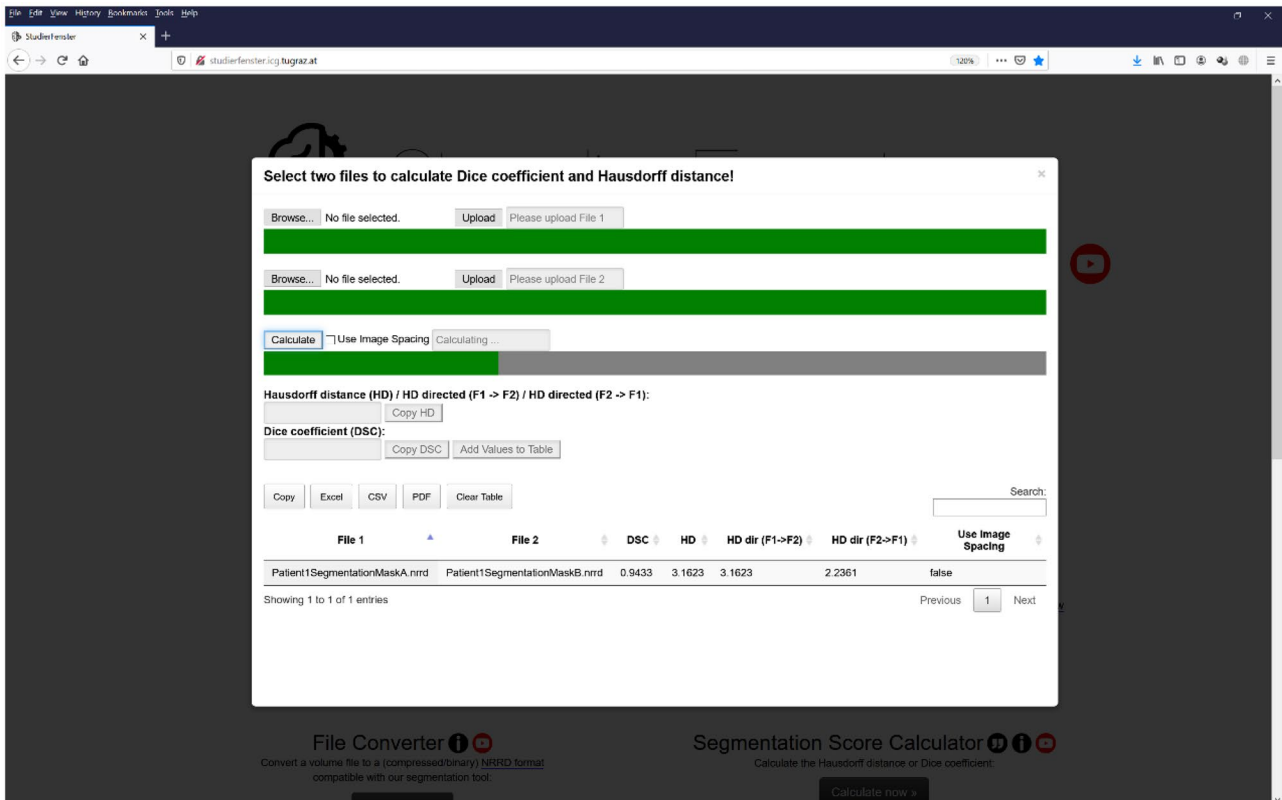 File Edit View History Bookmarks Tools Help
StudierFenster
studierfenster.icg.tugraz.at 120%
Select two files to calculate Dice coefficient and Hausdorff distance!
Browse... No file selected. Upload Please upload File 1
Browse... No file selected. Upload Please upload File 2
Calculate Use Image Spacing Calculating ...
Hausdorff distance (HD) / HD directed (F1 -> F2) / HD directed (F2 -> F1):
Copy HD
Dice coefficient (DSC):
Copy DSC Add Values to Table
Copy Excel CSV PDF Clear Table Search:
File 1 File 2 DSC HD HD dir (F1->F2) HD dir (F2->F1) Use Image Spacing
Patient1SegmentationMaskA.nrrd Patient1SegmentationMaskB.nrrd 0.9433 3.1623 3.1623 2.2361 false
Showing 1 to 1 of 1 entries Previous 1 Next
File Converter Segmentation Score Calculator
Convert a volume file to a (compressed/binary) NRRD format Calculate the Hausdorff distance or Dice coefficient:
compatible with our segmentation tool:
Calculate now »